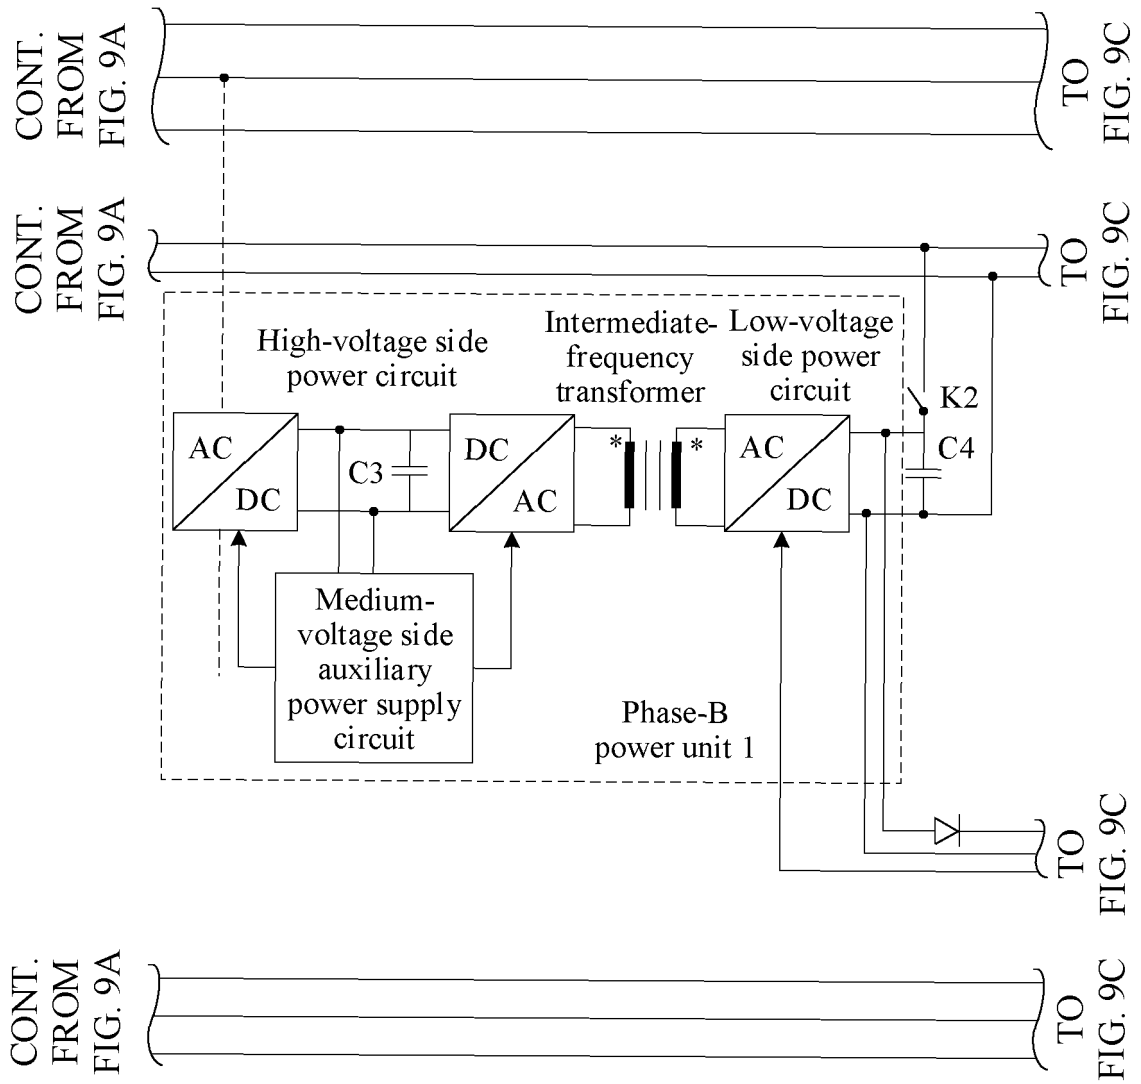 CONT.
FROM
FIG. 9A
TO
FIG. 9C
CONT.
FROM
FIG. 9A
TO
FIG. 9C
High-voltage side
power circuit
Intermediate-
frequency
transformer
Low-voltage
side power
circuit
K2
AC
DC
C3
DC
AC
*
*
AC
DC
C4
Medium-
voltage side
auxiliary
power supply
circuit
Phase-B
power unit 1
TO
FIG. 9C
CONT.
FROM
FIG. 9A
TO
FIG. 9C